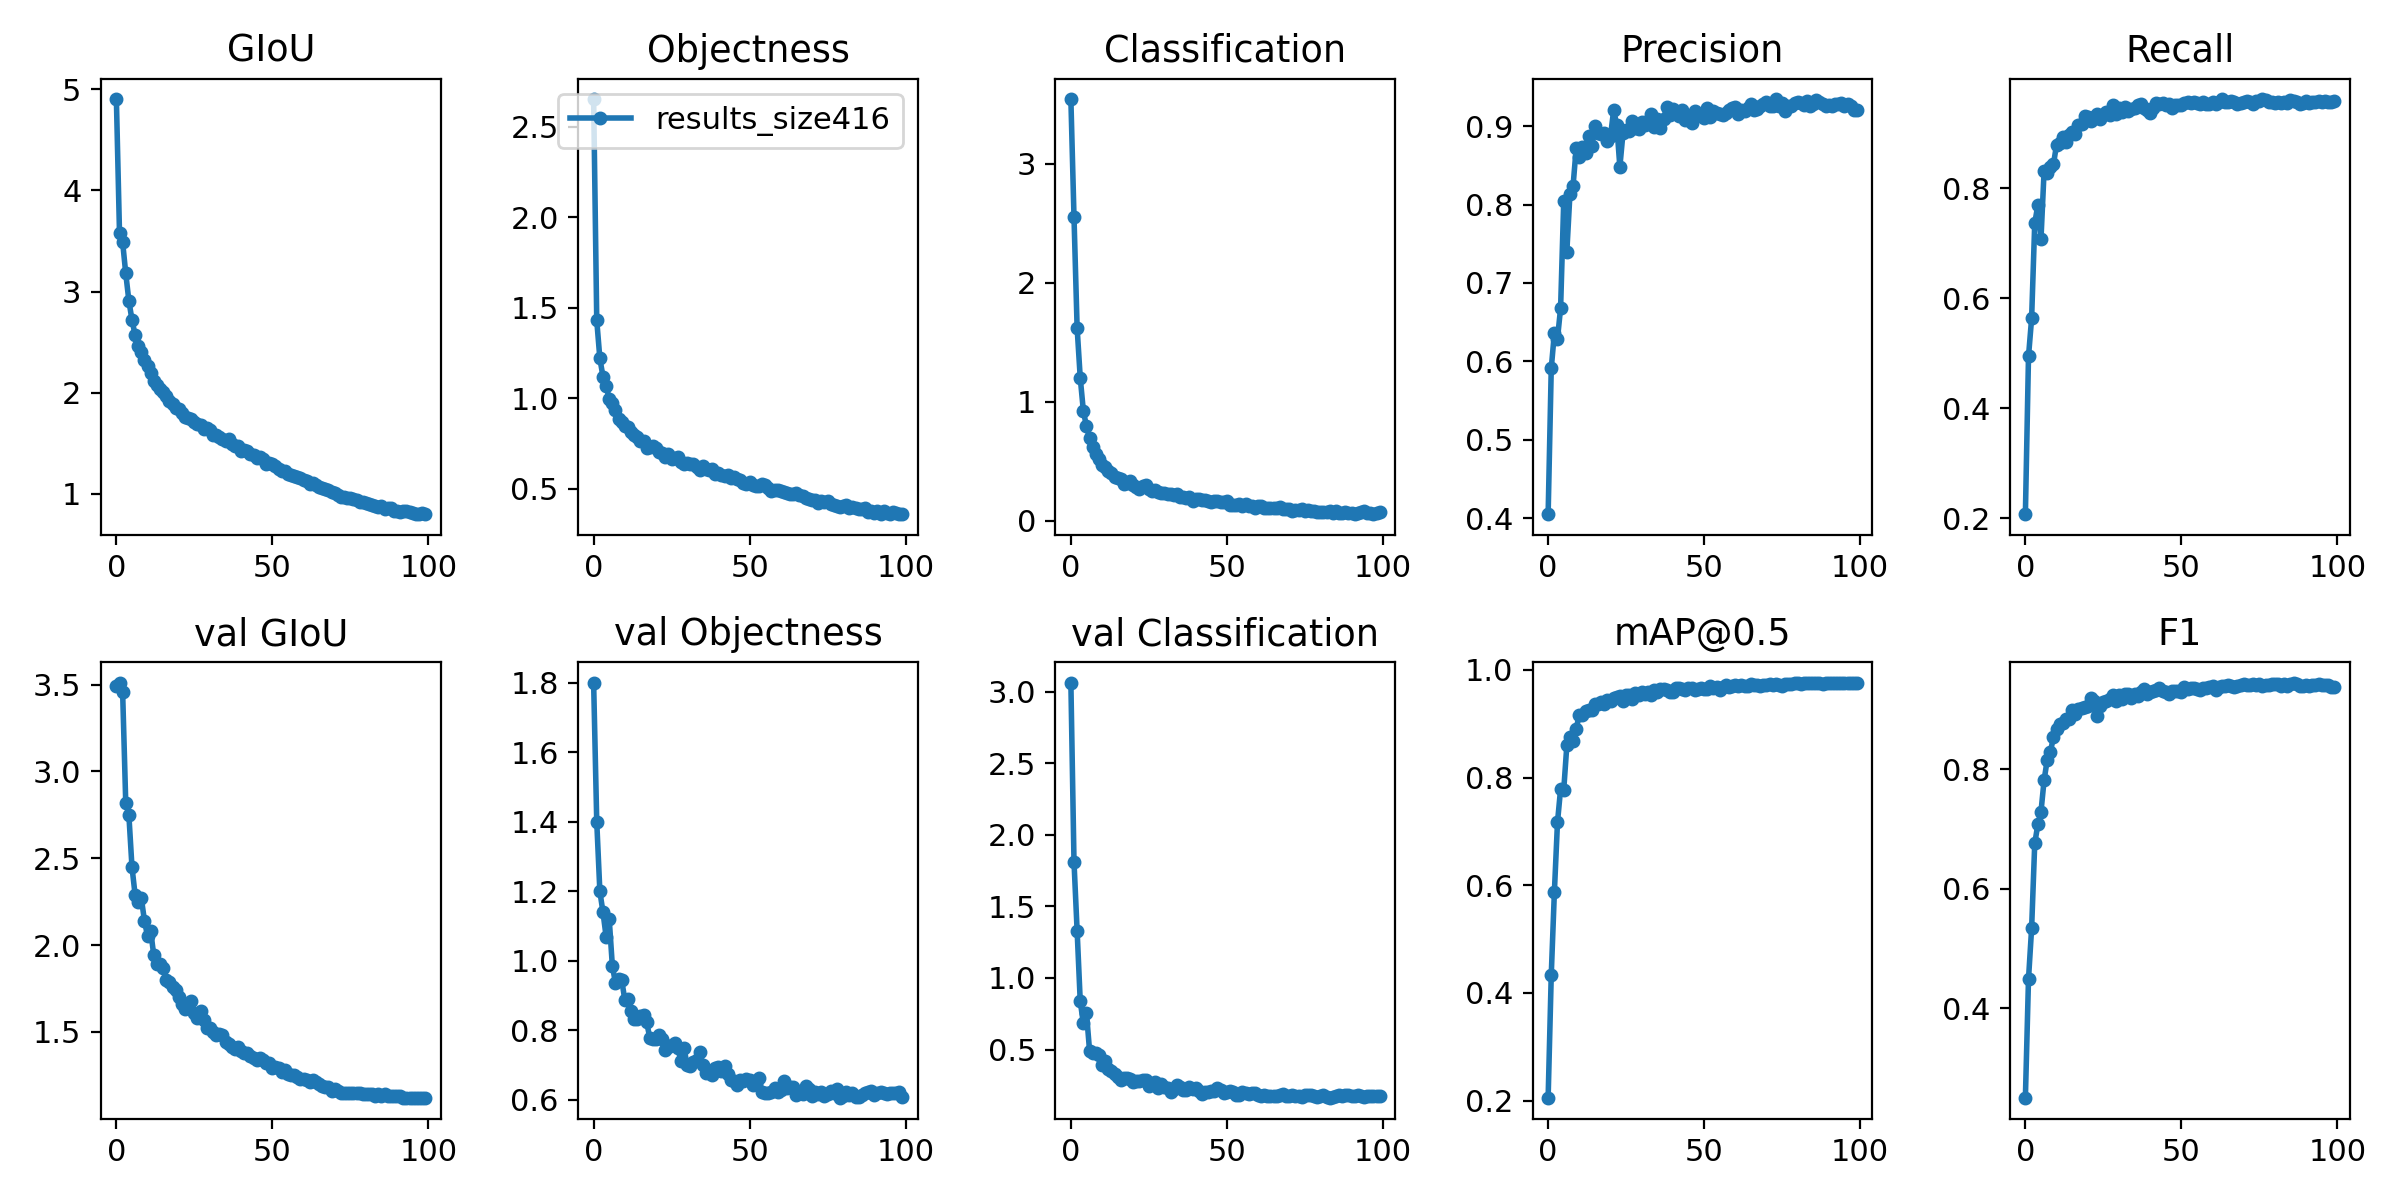 GIoU
5
4
3
2
1
0 50 100
Objectness
results_size416
2.5
2.0
1.5
1.0
0.5
0 50 100
Classification
3
2
1
0
0 50 100
Precision
0.9
0.8
0.7
0.6
0.5
0.4
0 50 100
Recall
0.8
0.6
0.4
0.2
0 50 100
val GIoU
3.5
3.0
2.5
2.0
1.5
0 50 100
val Objectness
1.8
1.6
1.4
1.2
1.0
0.8
0.6
0 50 100
val Classification
3.0
2.5
2.0
1.5
1.0
0.5
0 50 100
mAP@0.5
1.0
0.8
0.6
0.4
0.2
0 50 100
F1
0.8
0.6
0.4
0 50 100